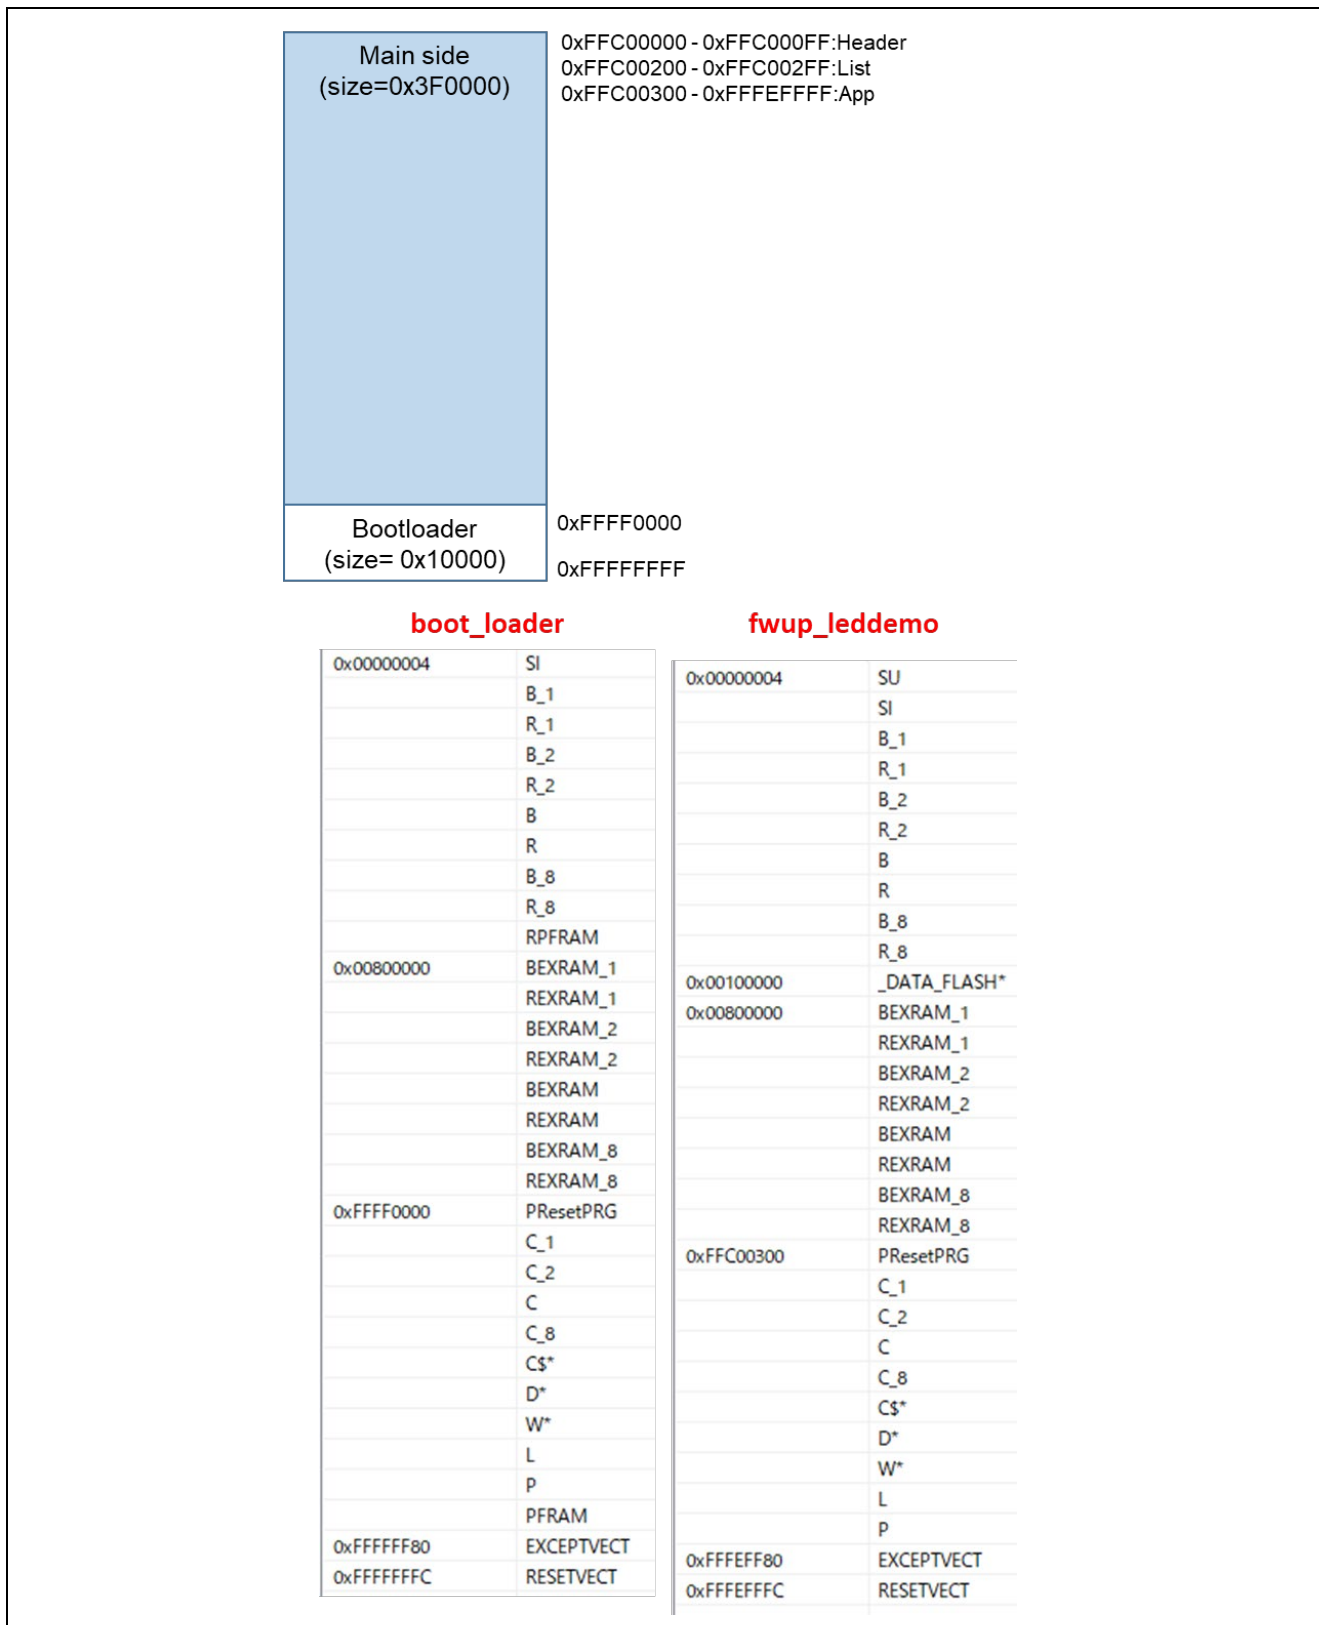 Main side
(size=0x3F0000)
0xFFC00000 - 0xFFC000FF:Header
0xFFC00200 - 0xFFC002FF:List
0xFFC00300 - 0xFFFEFFFF:App
Bootloader
(size= 0x10000)
0xFFFF0000
0xFFFFFFFF
boot_loader
0x00000004 SI
B_1
R_1
B_2
R_2
B
R
B_8
R_8
RPFRAM
0x00800000 BEXRAM_1
REXRAM_1
BEXRAM_2
REXRAM_2
BEXRAM
REXRAM
BEXRAM_8
REXRAM_8
0xFFFF0000 PResetPRG
C_1
C_2
C
C_8
C$*
D*
W*
L
P
PFRAM
0xFFFFFF80 EXCEPTVECT
0xFFFFFFFC RESETVECT
fwup_leddemo
0x00000004 SU
SI
B_1
R_1
B_2
R_2
B
R
B_8
R_8
0x00100000 _DATA_FLASH*
0x00800000 BEXRAM_1
REXRAM_1
BEXRAM_2
REXRAM_2
BEXRAM
REXRAM
BEXRAM_8
REXRAM_8
0xFFC00300 PResetPRG
C_1
C_2
C
C_8
C$*
D*
W*
L
P
0xFFFEFF80 EXCEPTVECT
0xFFFEFFFC RESETVECT